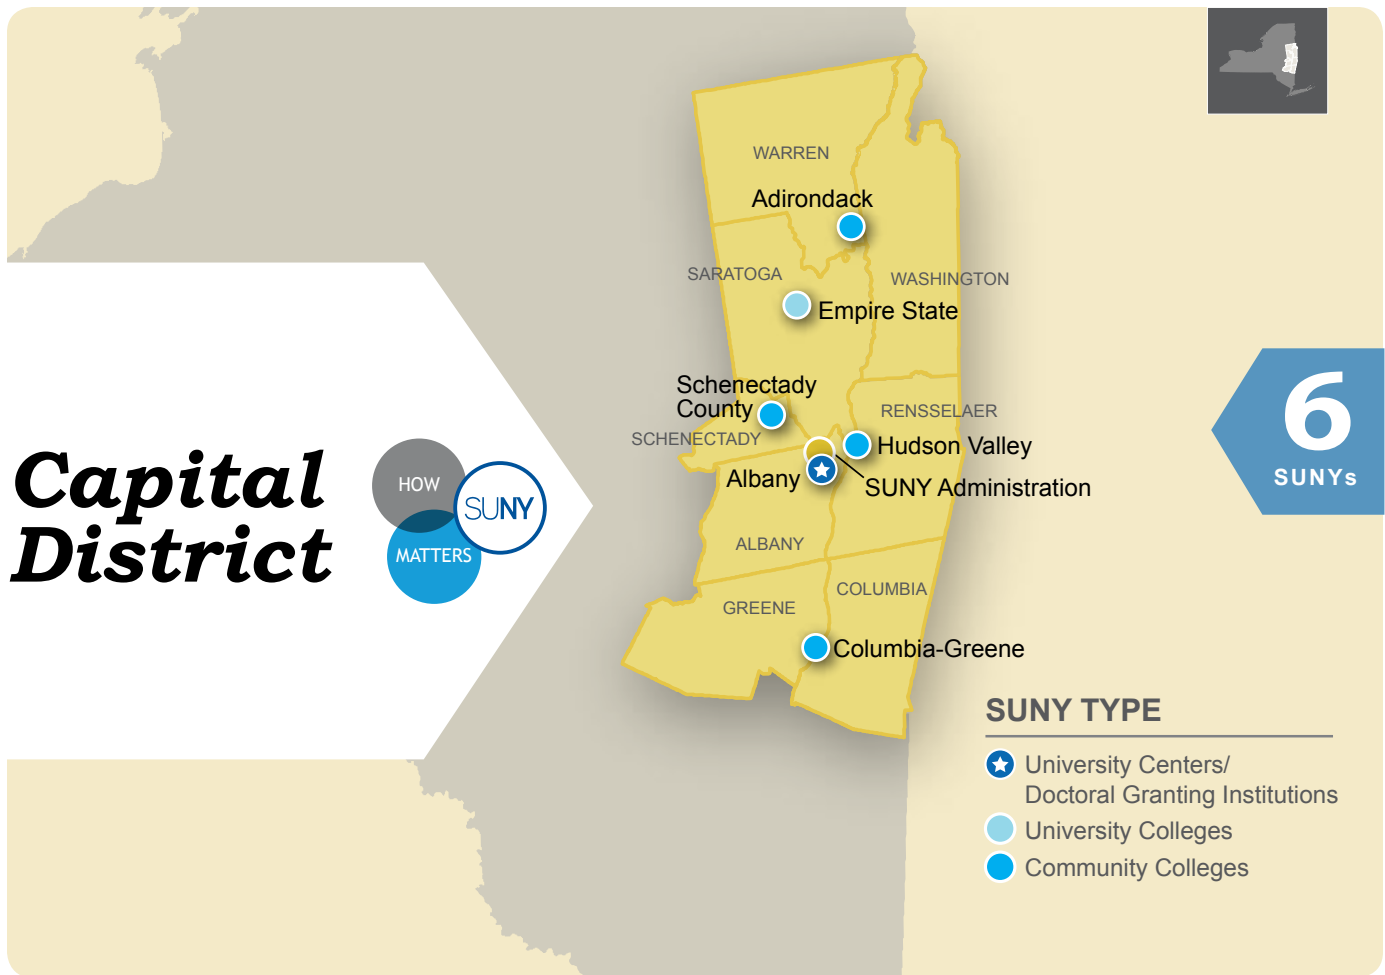 Capital
District
HOW
MATTERS
SUNY
WARREN
Adirondack
SARATOGA
WASHINGTON
Empire State
Schenectady
County
SCHENECTADY
RENSSELAER
Hudson Valley
Albany
SUNY Administration
ALBANY
COLUMBIA
GREENE
Columbia-Greene
6
SUNYs
SUNY TYPE
University Centers/
Doctoral Granting Institutions
University Colleges
Community Colleges